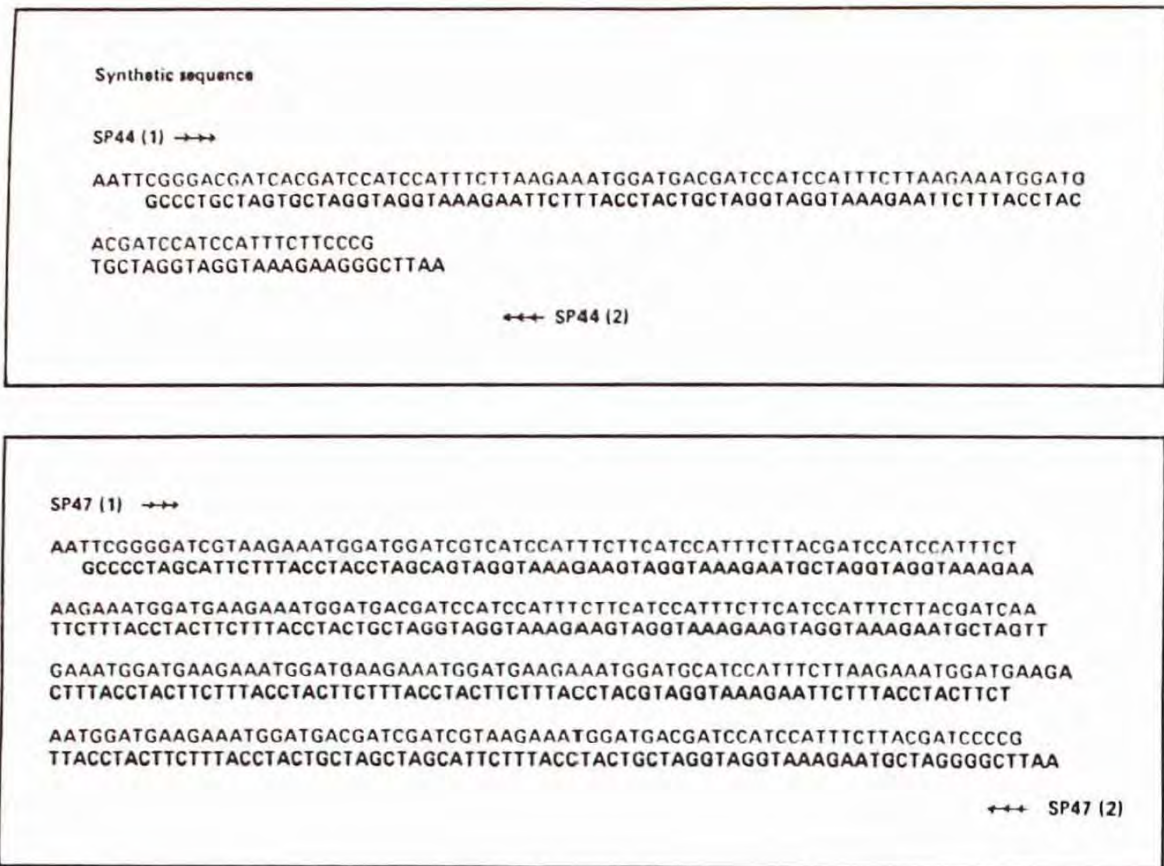 Synthetic sequence
SP44 (1) →→→
AATTCGGGACGATCACGATCCATCCATTTCTTAAGAAATGGATGACGATCCATCCATTTCTTAAGAAATGGATG
GCCCTGCTAGTGCTAGGTAGGTAAAGAATTCTTTACCTACTGCTAGGTAGGTAAAGAATTCTTTACCTAC
ACGATCCATCCATTTCTTCCCG
TGCTAGGTAGGTAAAGAAGGGCTTAA
←←← SP44 (2)
SP47 (1) →→→
AATTCGGGGATCGTAAGAAATGGATGGATCGTCATCCATTTCTTCATCCATTTCTTACGATCCATCCATTTCT
GCCCCTAGCATTCTTTACCTACCTAGCAGTAGGTAAAGAAGTAGGTAAAGAATGCTAGGTAGGTAAAGAA
AAGAAATGGATGAAGAAATGGATGACGATCCATCCATTTCTTCATCCATTTCTTCATCCATTTCTTACGATCAA
TTCTTTACCTACTTCTTTACCTACTGCTAGGTAGGTAAAGAAGTAGGTAAAGAAGTAGGTAAAGAATGCTAGTT
GAAATGGATGAAGAAATGGATGAAGAAATGGATGAAGAAATGGATGCATCCATTTCTTAAGAAATGGATGAAGA
CTTTACCTACTTCTTTACCTACTTCTTTACCTACTTCTTTACCTACGTAGGTAAAGAATTCTTTACCTACTTCT
AATGGATGAAGAAATGGATGACGATCGATCGTAAGAAATGGATGACGATCCATCCATTTCTTACGATCCCCG
TTACCTACTTCTTTACCTACTGCTAGCTAGCATTCTTTACCTACTGCTAGGTAGGTAAAGAATGCTAGGGGCTTAA
←←← SP47 (2)